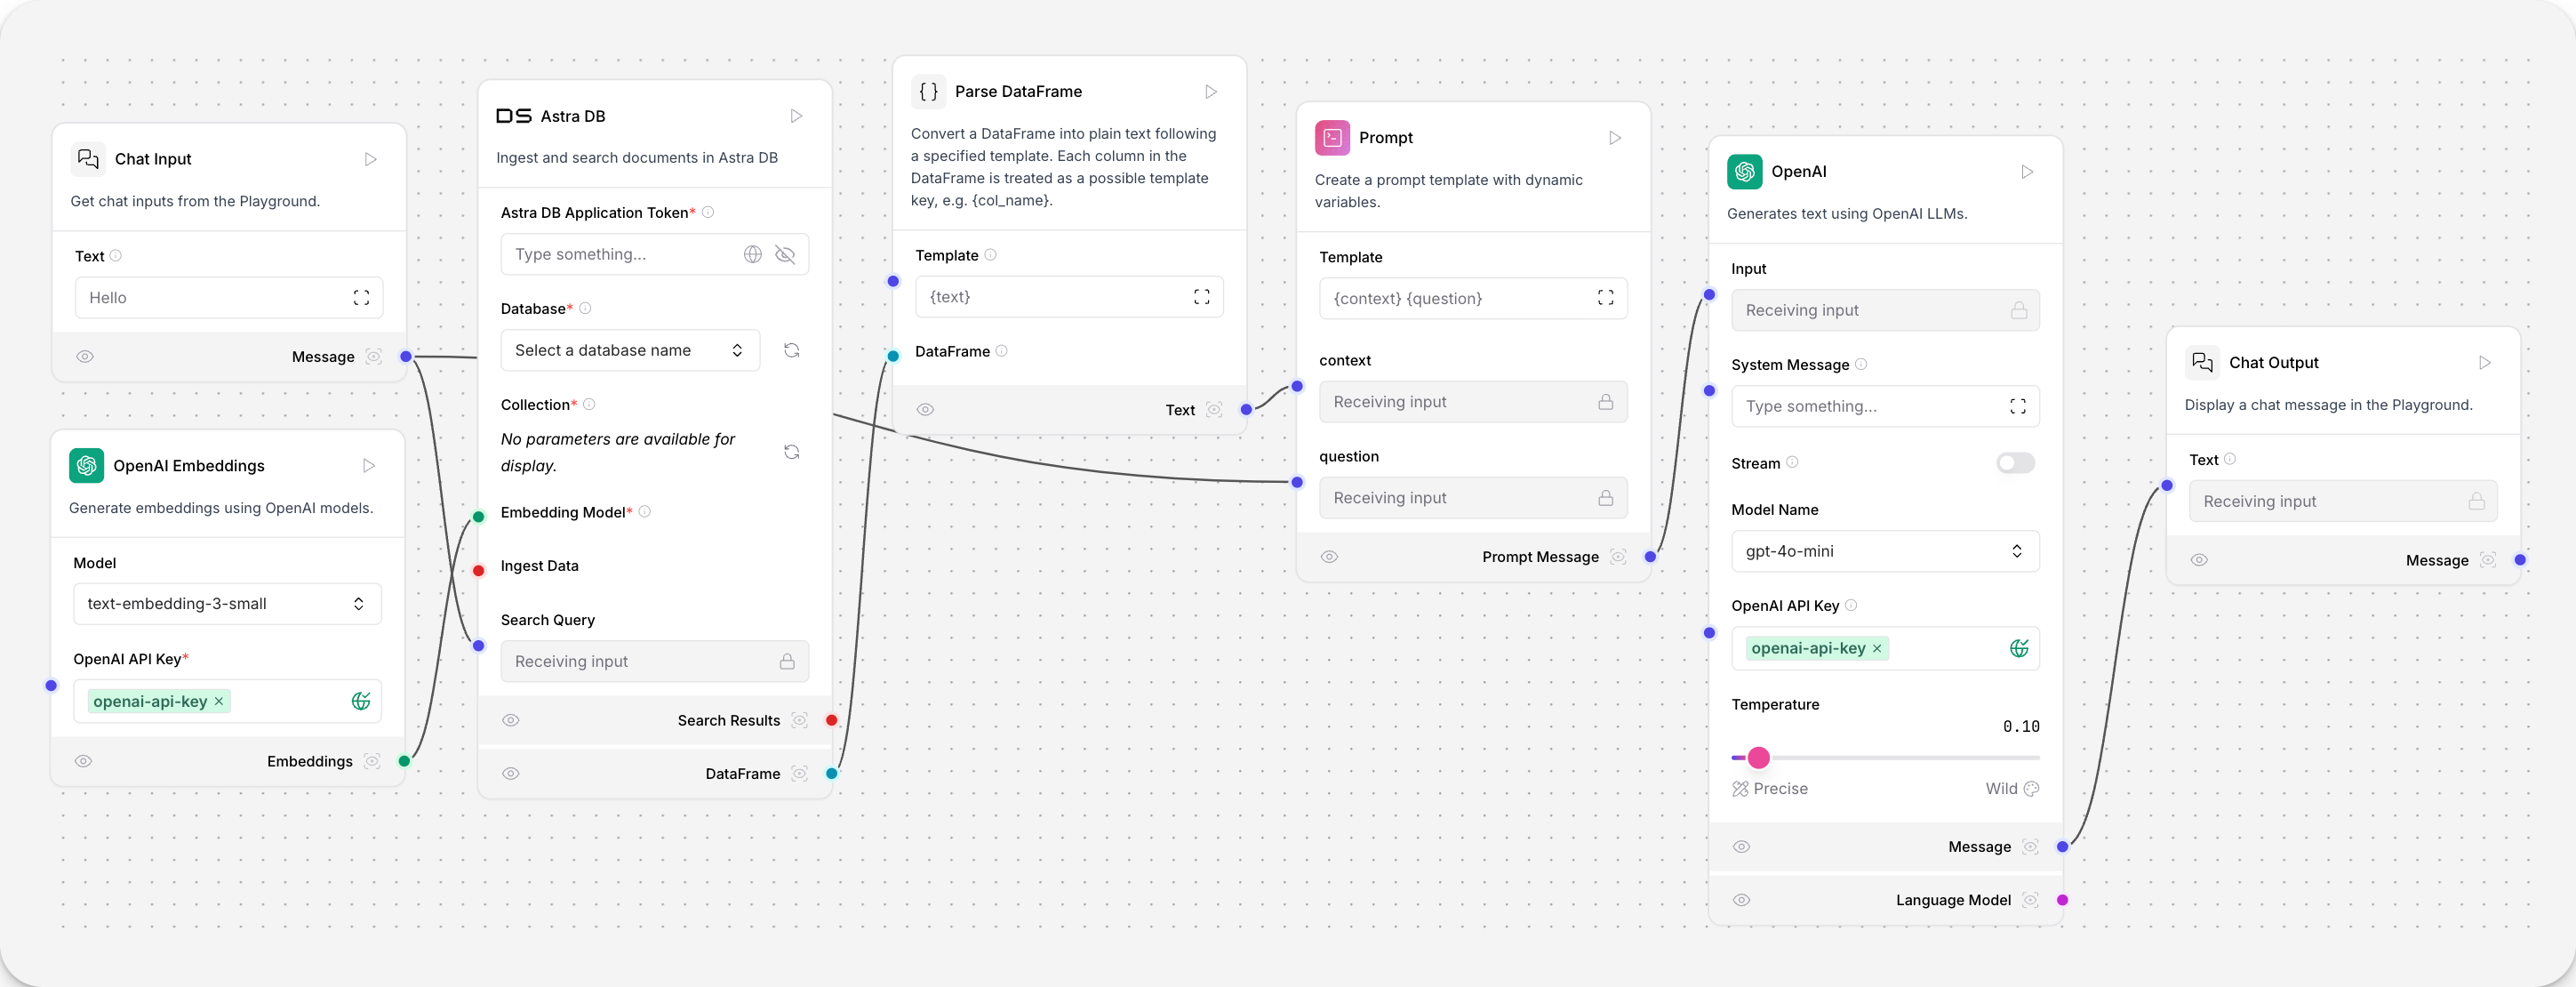 Chat Input
Get chat inputs from the Playground.
Text
Hello
Message
OpenAI Embeddings
Generate embeddings using OpenAI models.
Model
text-embedding-3-small
OpenAI API Key*
openai-api-key ×
Embeddings
DS Astra DB
Ingest and search documents in Astra DB
Astra DB Application Token*
Type something...
Database*
Select a database name
Collection*
No parameters are available for
display.
Embedding Model*
Ingest Data
Search Query
Receiving input
Search Results
DataFrame
{} Parse DataFrame
Convert a DataFrame into plain text following
a specified template. Each column in the
DataFrame is treated as a possible template
key, e.g. {col_name}.
Template
{text}
DataFrame
Text
Prompt
Create a prompt template with dynamic
variables.
Template
{context} {question}
context
Receiving input
question
Receiving input
Prompt Message
OpenAI
Generates text using OpenAI LLMs.
Input
Receiving input
System Message
Type something...
Stream
Model Name
gpt-4o-mini
OpenAI API Key
openai-api-key ×
Temperature
0.10
Precise Wild
Message
Language Model
Chat Output
Display a chat message in the Playground.
Text
Receiving input
Message